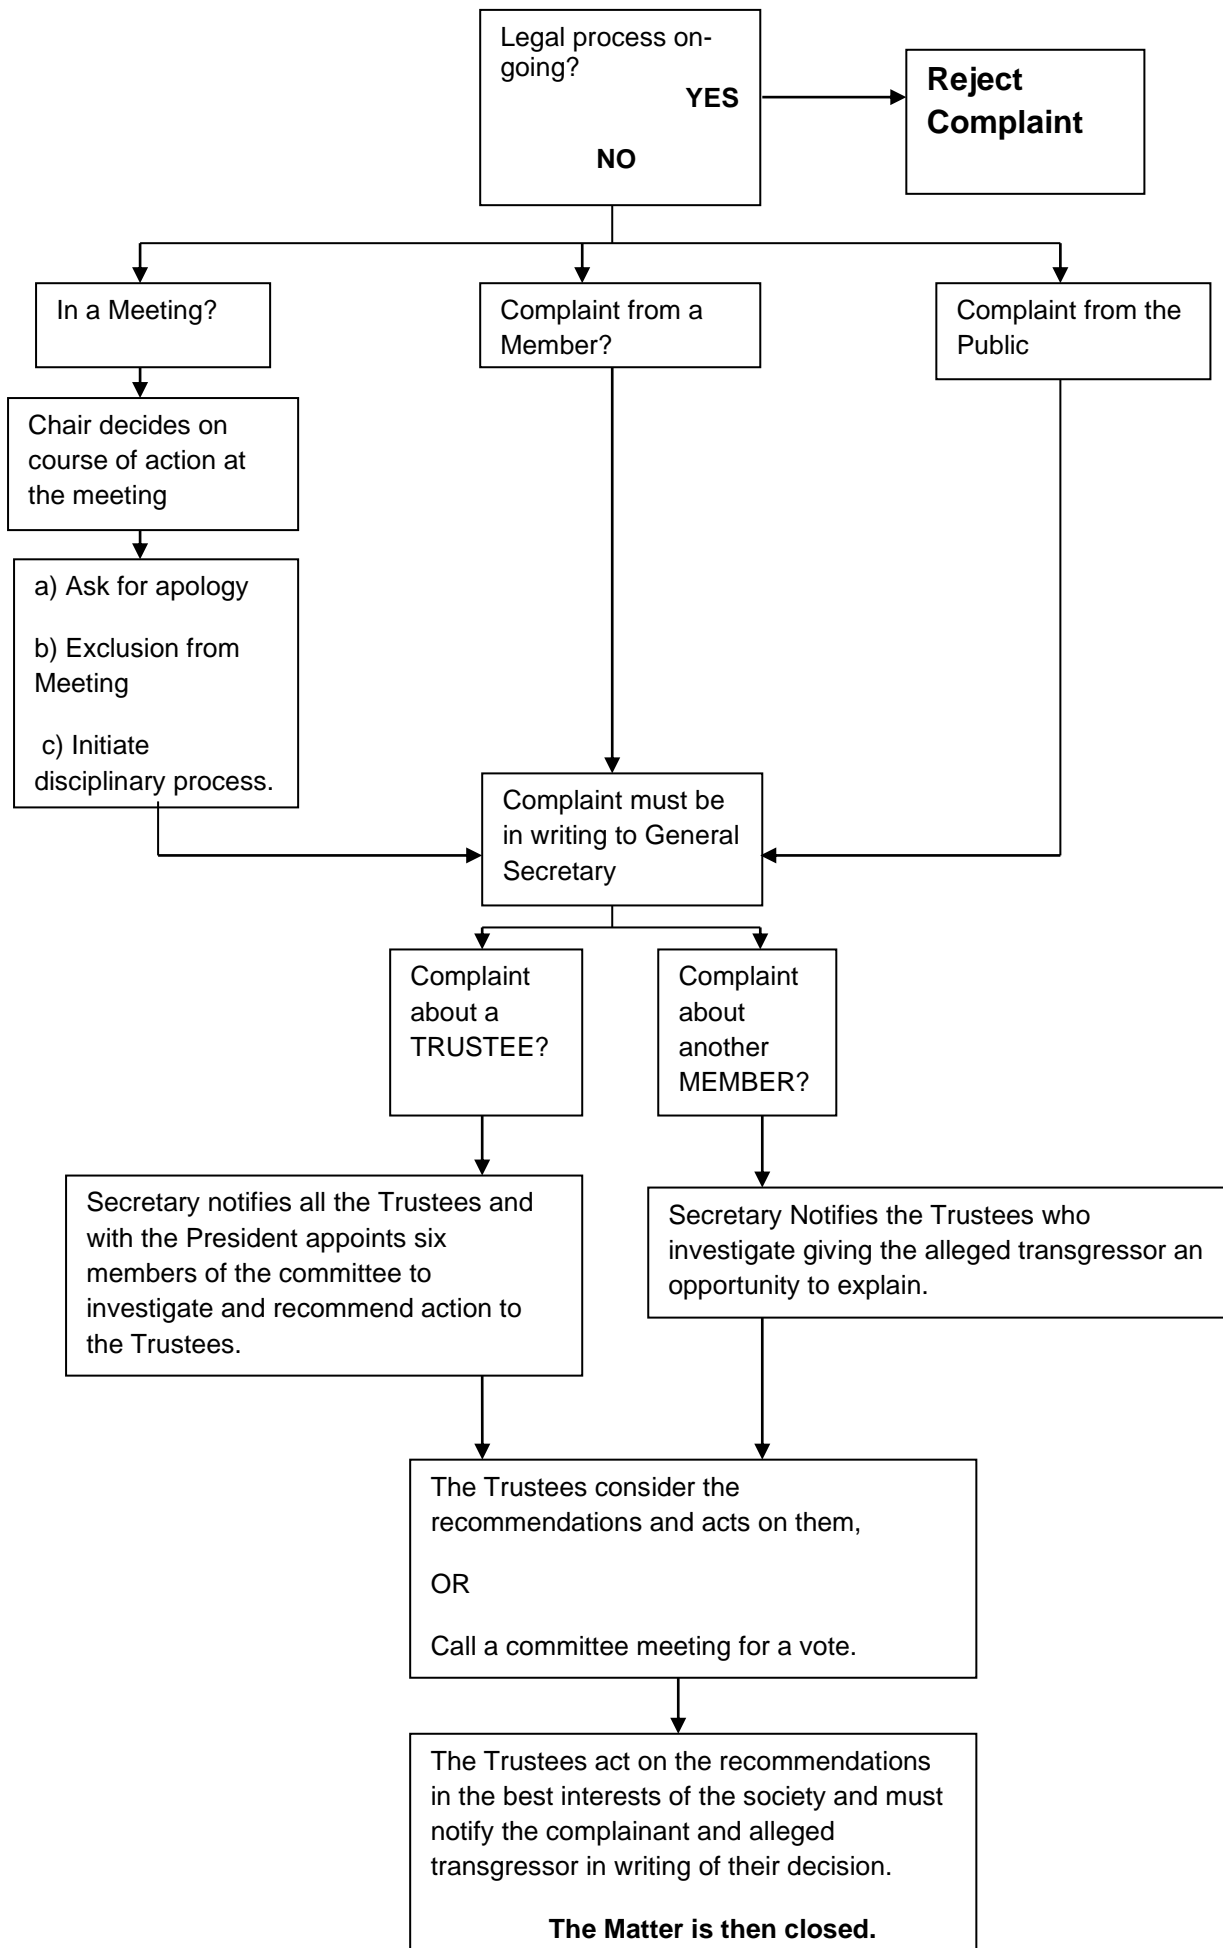 Legal process on-
going?
YES
NO
Reject
Complaint
In a Meeting?
Complaint from a
Member?
Complaint from the
Public
Chair decides on
course of action at
the meeting
a) Ask for apology
b) Exclusion from
Meeting
c) Initiate
disciplinary process.
Complaint must be
in writing to General
Secretary
Complaint
about a
TRUSTEE?
Complaint
about
another
MEMBER?
Secretary notifies all the Trustees and
with the President appoints six
members of the committee to
investigate and recommend action to
the Trustees.
Secretary Notifies the Trustees who
investigate giving the alleged transgressor an
opportunity to explain.
The Trustees consider the
recommendations and acts on them,
OR
Call a committee meeting for a vote.
The Trustees act on the recommendations
in the best interests of the society and must
notify the complainant and alleged
transgressor in writing of their decision.
The Matter is then closed.